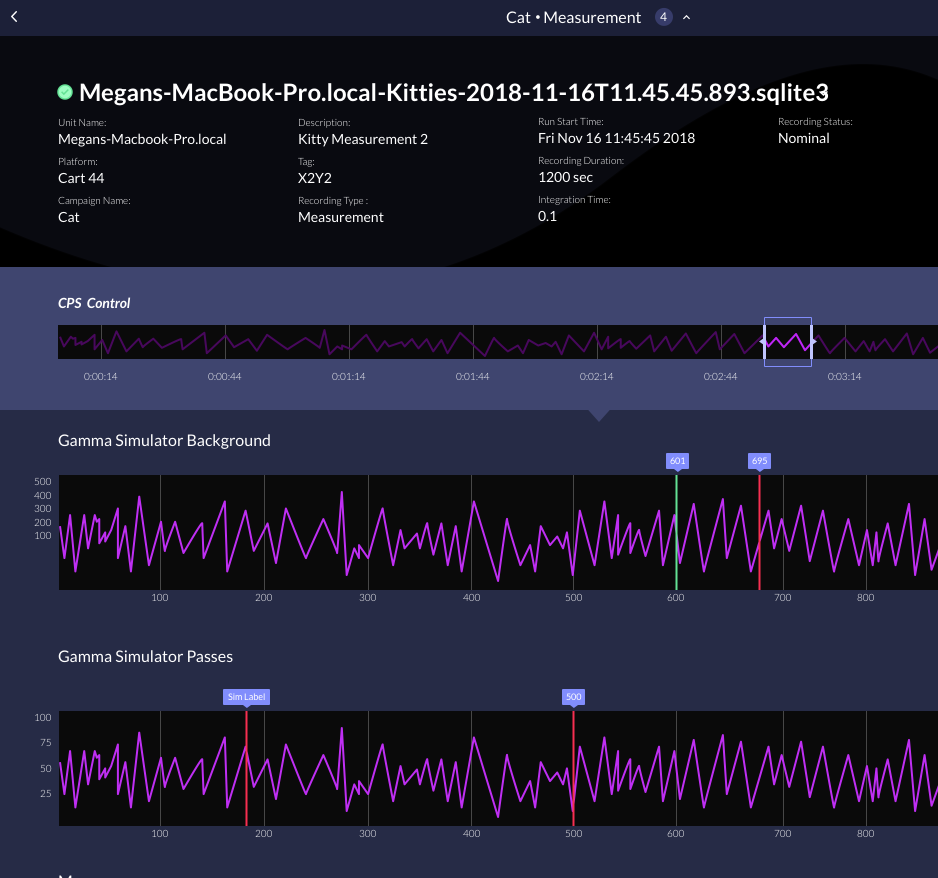 Cat • Measurement 4
Megans-MacBook-Pro.local-Kitties-2018-11-16T11.45.45.893.sqlite3
Unit Name: Description: Run Start Time: Recording Status:
Megans-Macbook-Pro.local Kitty Measurement 2 Fri Nov 16 11:45:45 2018 Nominal
Platform: Tag: Recording Duration:
Cart 44 X2Y2 1200 sec
Campaign Name: Recording Type : Integration Time:
Cat Measurement 0.1
CPS Control
0:00:14 0:00:44 0:01:14 0:01:44 0:02:14 0:02:44 0:03:14
Gamma Simulator Background
601 695
500
400
300
200
100
100 200 300 400 500 600 700 800
Gamma Simulator Passes
Sim Label 500
100
75
50
25
100 200 300 400 500 600 700 800